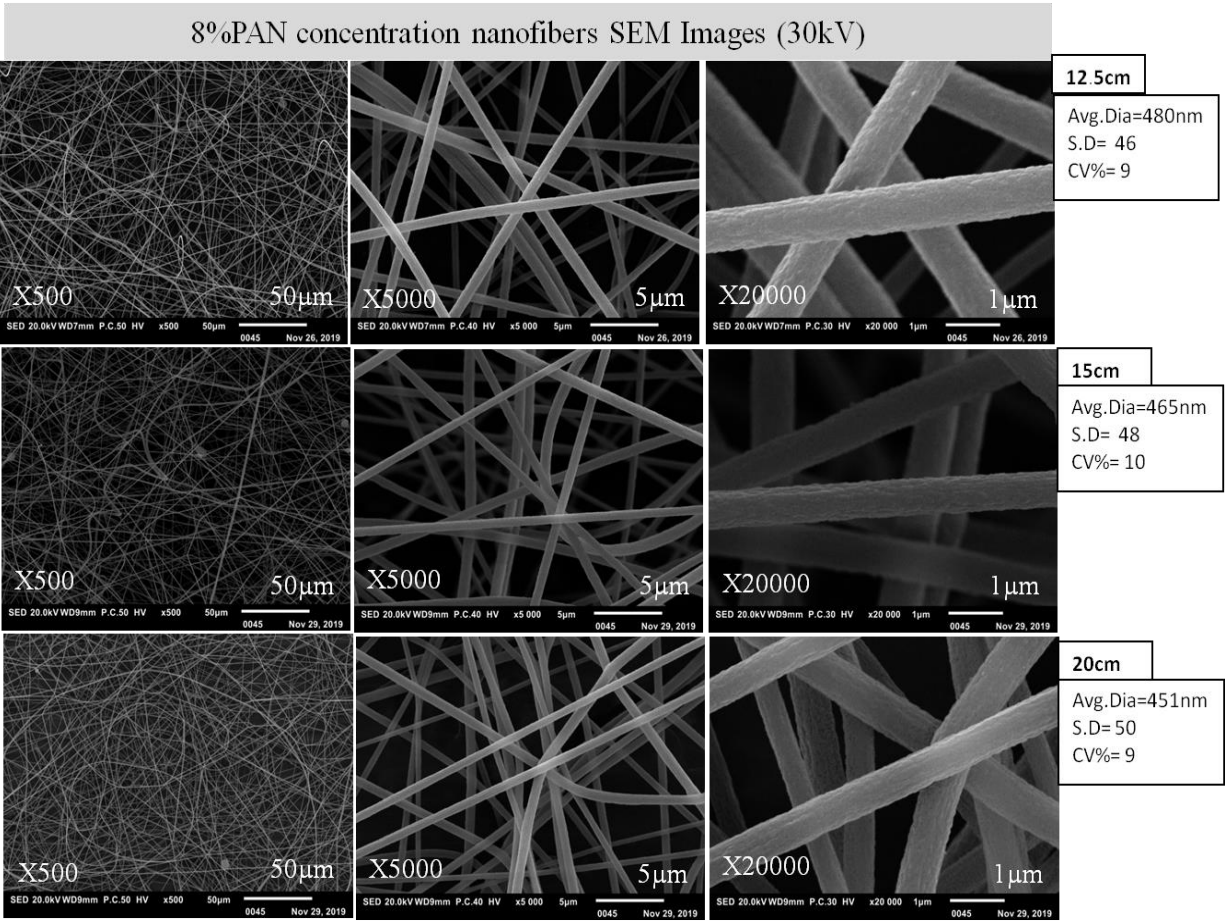 8%PAN concentration nanofibers SEM Images (30kV)
X500 50μm
SED 20.0kV WD7mm P.C.50 HV x500 50μm
0045 Nov 26, 2019
X5000 5μm
SED 20.0kV WD7mm P.C.40 HV x5 000 5μm
0045 Nov 26, 2019
X20000 1μm
SED 20.0kV WD7mm P.C.30 HV x20 000 1μm
0045 Nov 26, 2019
12.5cm
Avg.Dia=480nm
S.D= 46
CV%= 9
X500 50μm
SED 20.0kV WD9mm P.C.50 HV x500 50μm
0045 Nov 29, 2019
X5000 5μm
SED 20.0kV WD9mm P.C.40 HV x5 000 5μm
0045 Nov 29, 2019
X20000 1μm
SED 20.0kV WD9mm P.C.30 HV x20 000 1μm
0045 Nov 29, 2019
15cm
Avg.Dia=465nm
S.D= 48
CV%= 10
X500 50μm
SED 20.0kV WD9mm P.C.50 HV x500 50μm
0045 Nov 29, 2019
X5000 5μm
SED 20.0kV WD9mm P.C.40 HV x5 000 5μm
0045 Nov 29, 2019
X20000 1μm
SED 20.0kV WD9mm P.C.30 HV x20 000 1μm
0045 Nov 29, 2019
20cm
Avg.Dia=451nm
S.D= 50
CV%= 9